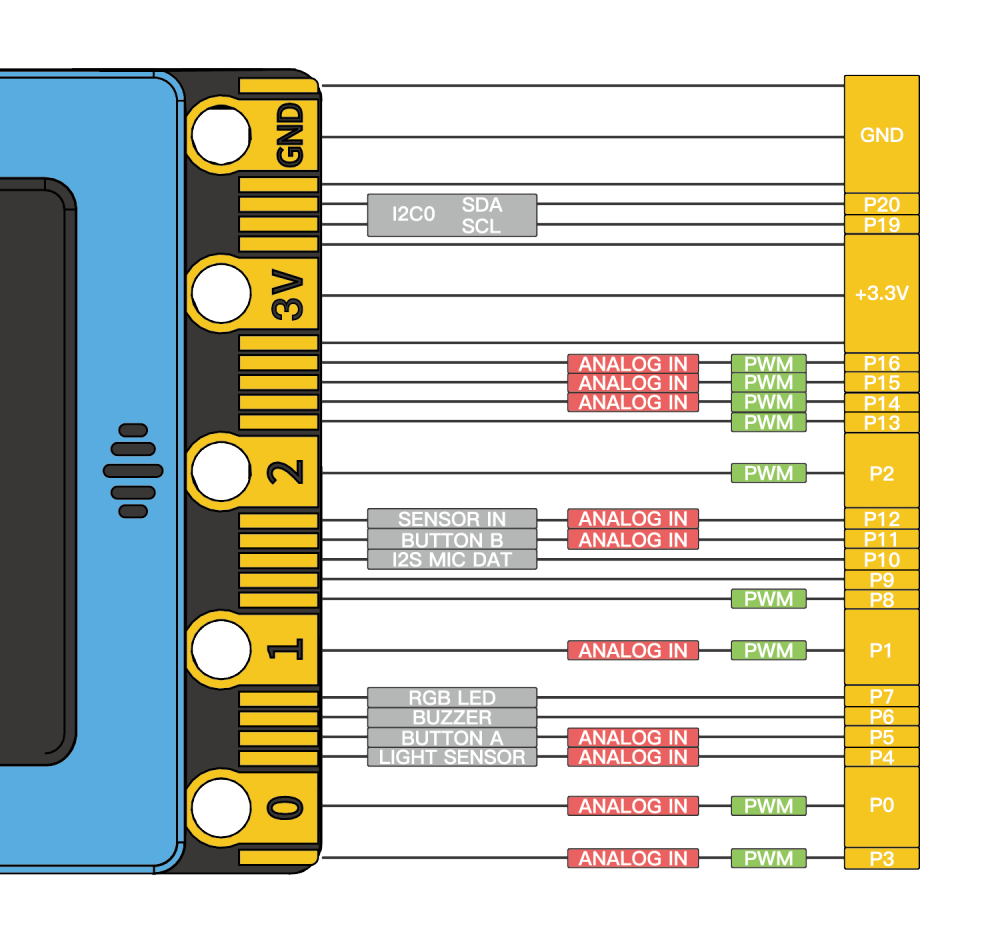 GND
GND
I2C0 SDA P20
SCL P19
3V
+3.3V
ANALOG IN PWM P16
ANALOG IN PWM P15
ANALOG IN PWM P14
PWM P13
2 PWM P2
SENSOR IN ANALOG IN P12
BUTTON B ANALOG IN P11
I2S MIC DAT P10
P9
PWM P8
1 ANALOG IN PWM P1
RGB LED P7
BUZZER P6
BUTTON A ANALOG IN P5
LIGHT SENSOR ANALOG IN P4
0 ANALOG IN PWM P0
ANALOG IN PWM P3